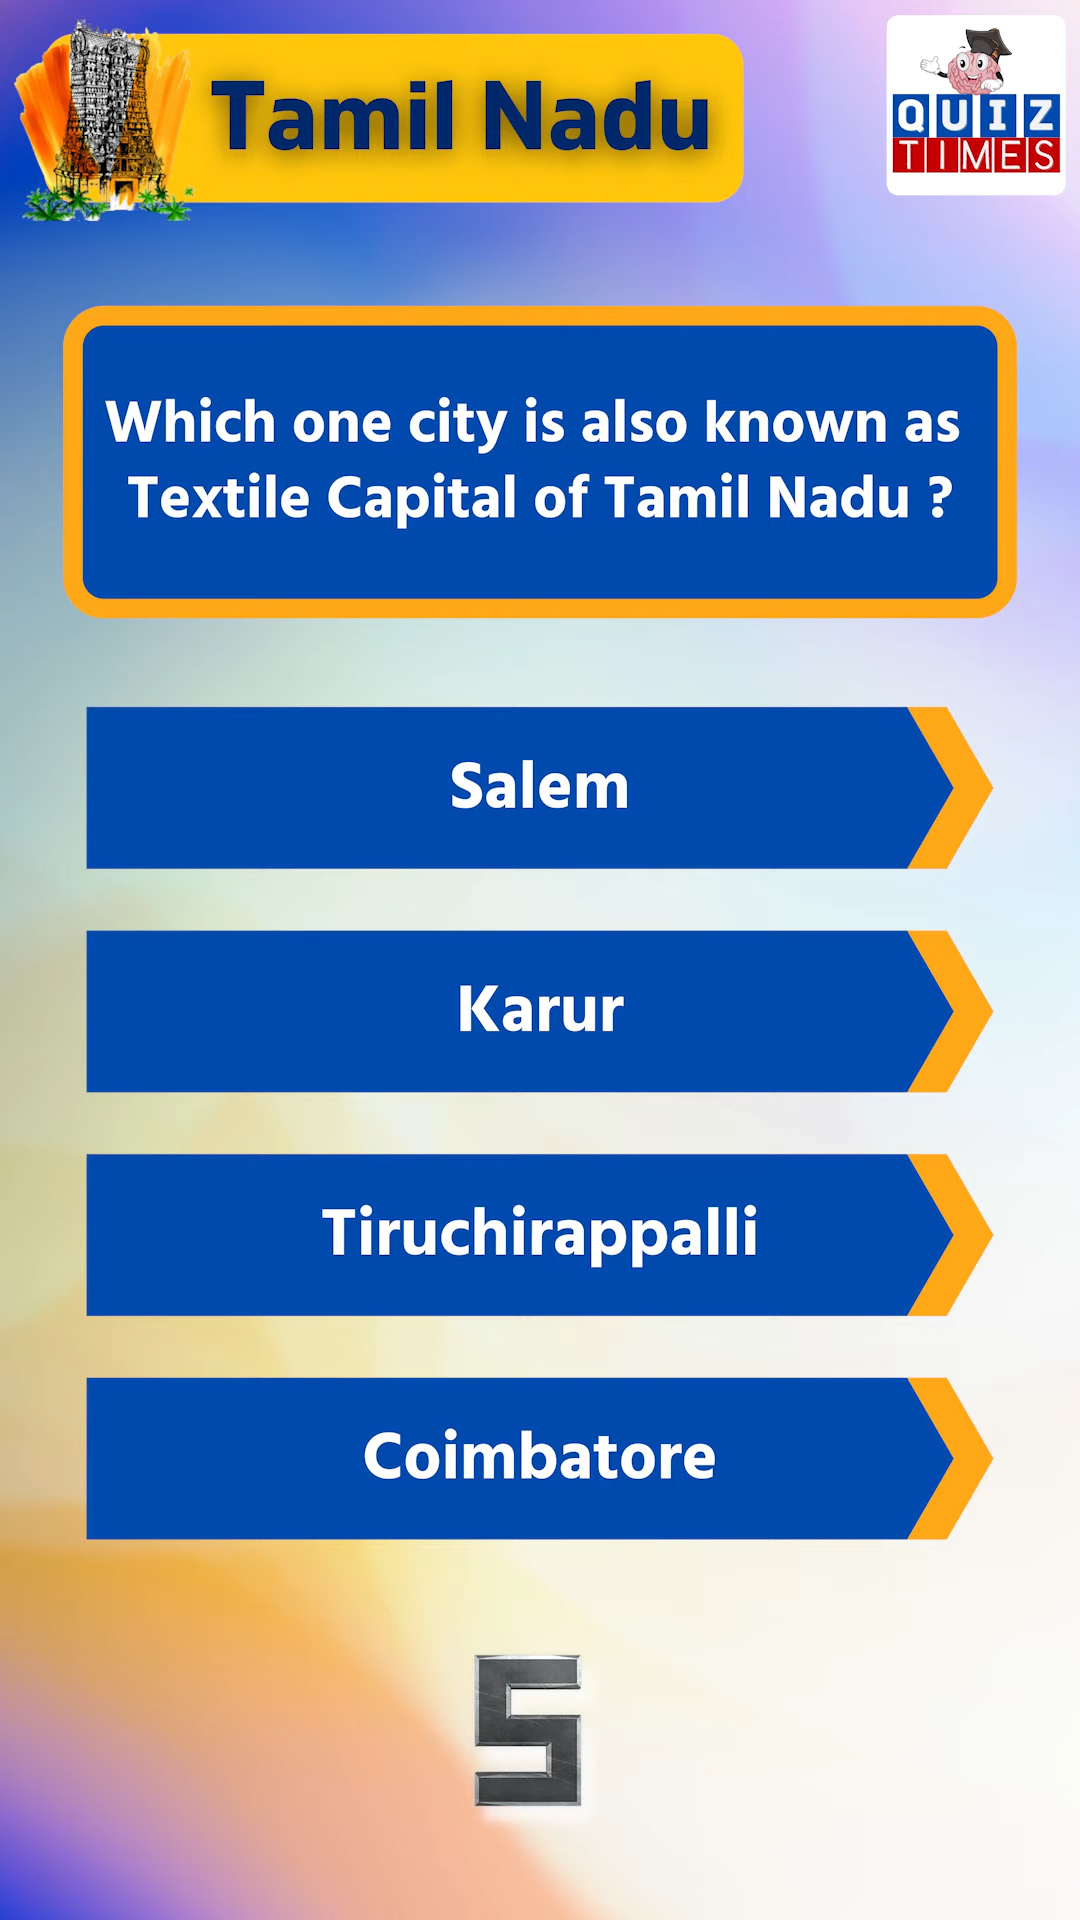 Tamil Nadu
QUIZ
TIMES
Which one city is also known as
Textile Capital of Tamil Nadu ?
Salem
Karur
Tiruchirappalli
Coimbatore
5